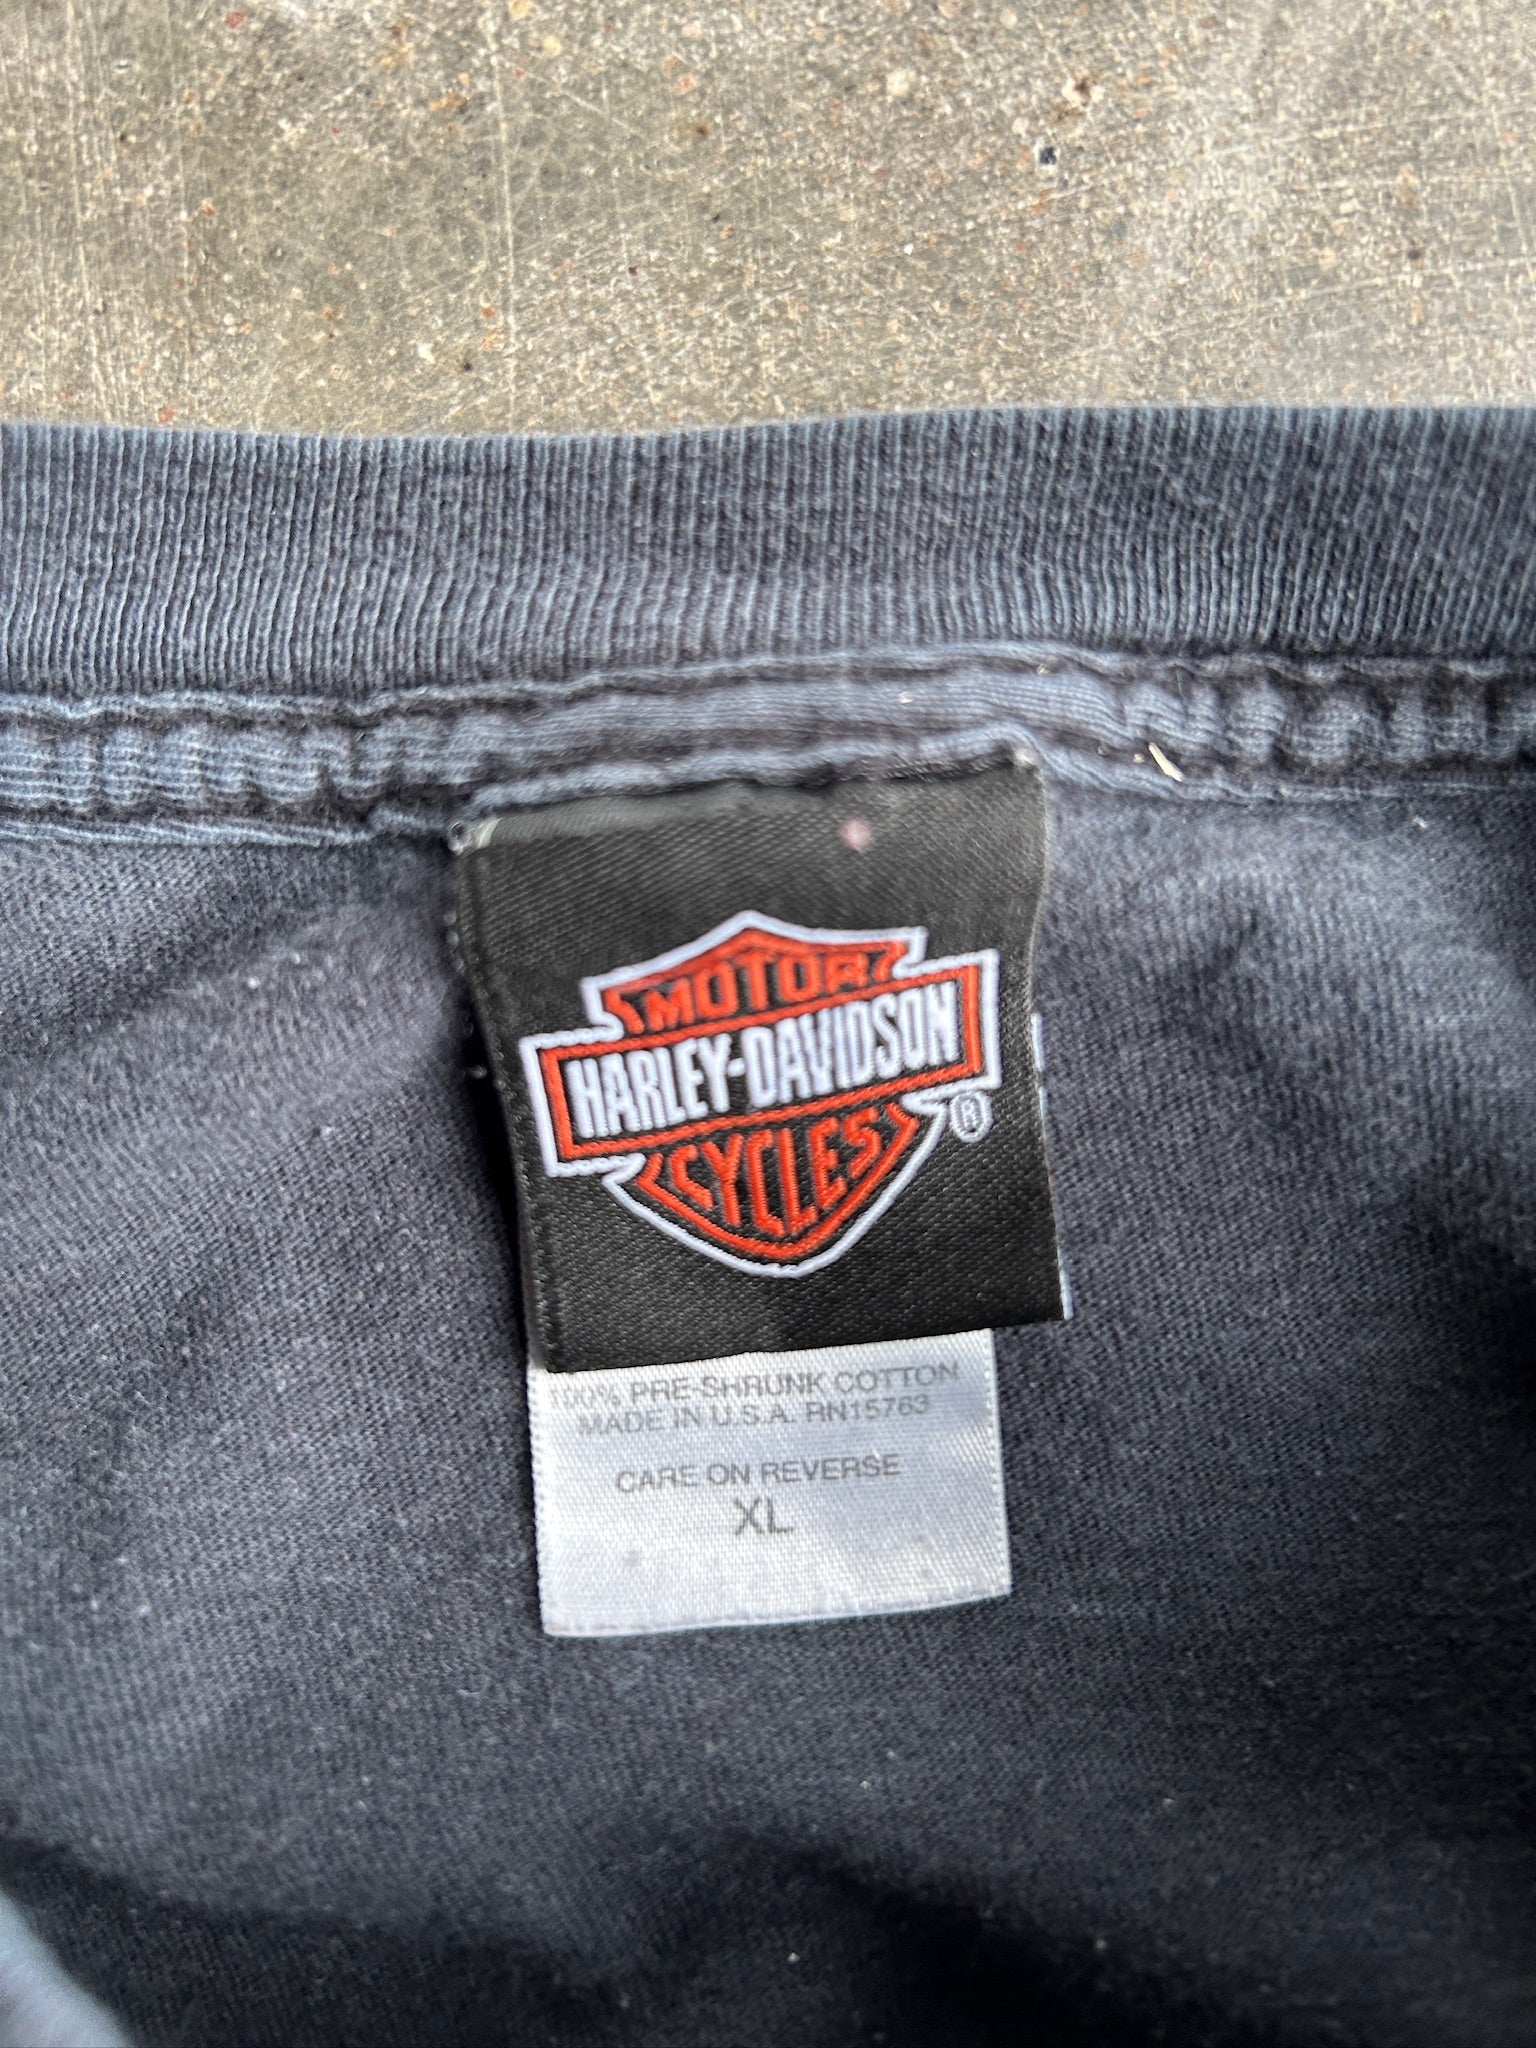 MOTOR
HARLEY-DAVIDSON
CYCLES
®
100% PRE-SHRUNK COTTON
MADE IN U.S.A. RN15763
CARE ON REVERSE
XL